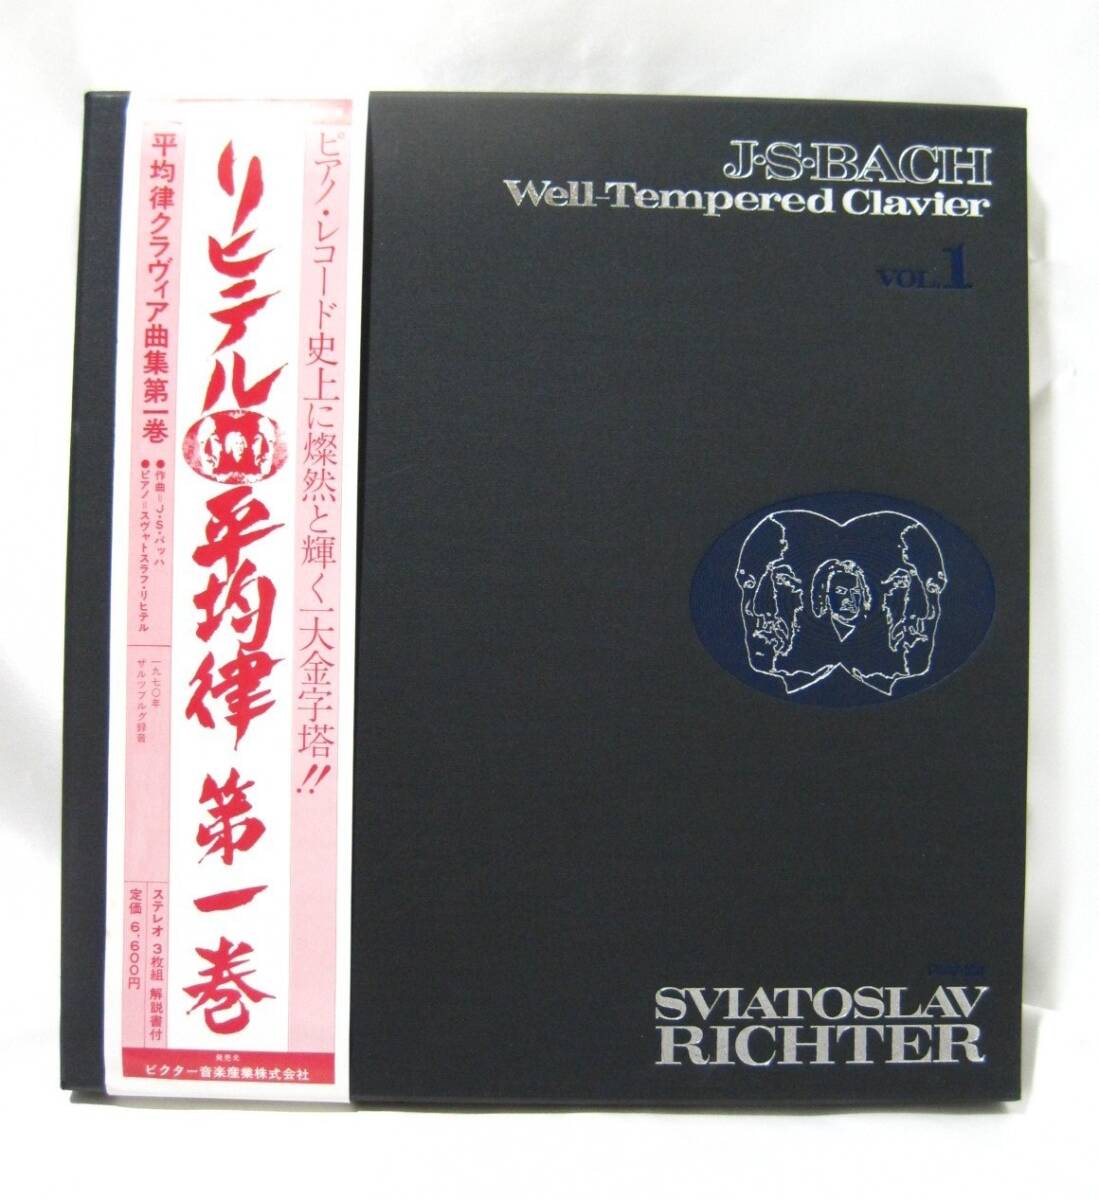 ピアノ・レコード史上に燦然と輝く一大金字塔!!
リヒテル 平均律 第一巻
平均律クラヴィア曲集第一巻
●作曲=J・S・バッハ
●ピアノ=スヴャトスラフ・リヒテル
一九七〇年
ザルツブルグ録音
ステレオ 3枚組 解説書付
定価 6,600円
発売元
ビクター音楽産業株式会社
J·S·BACH
Well-Tempered Clavier
VOL.1
SVIATOSLAV
RICHTER